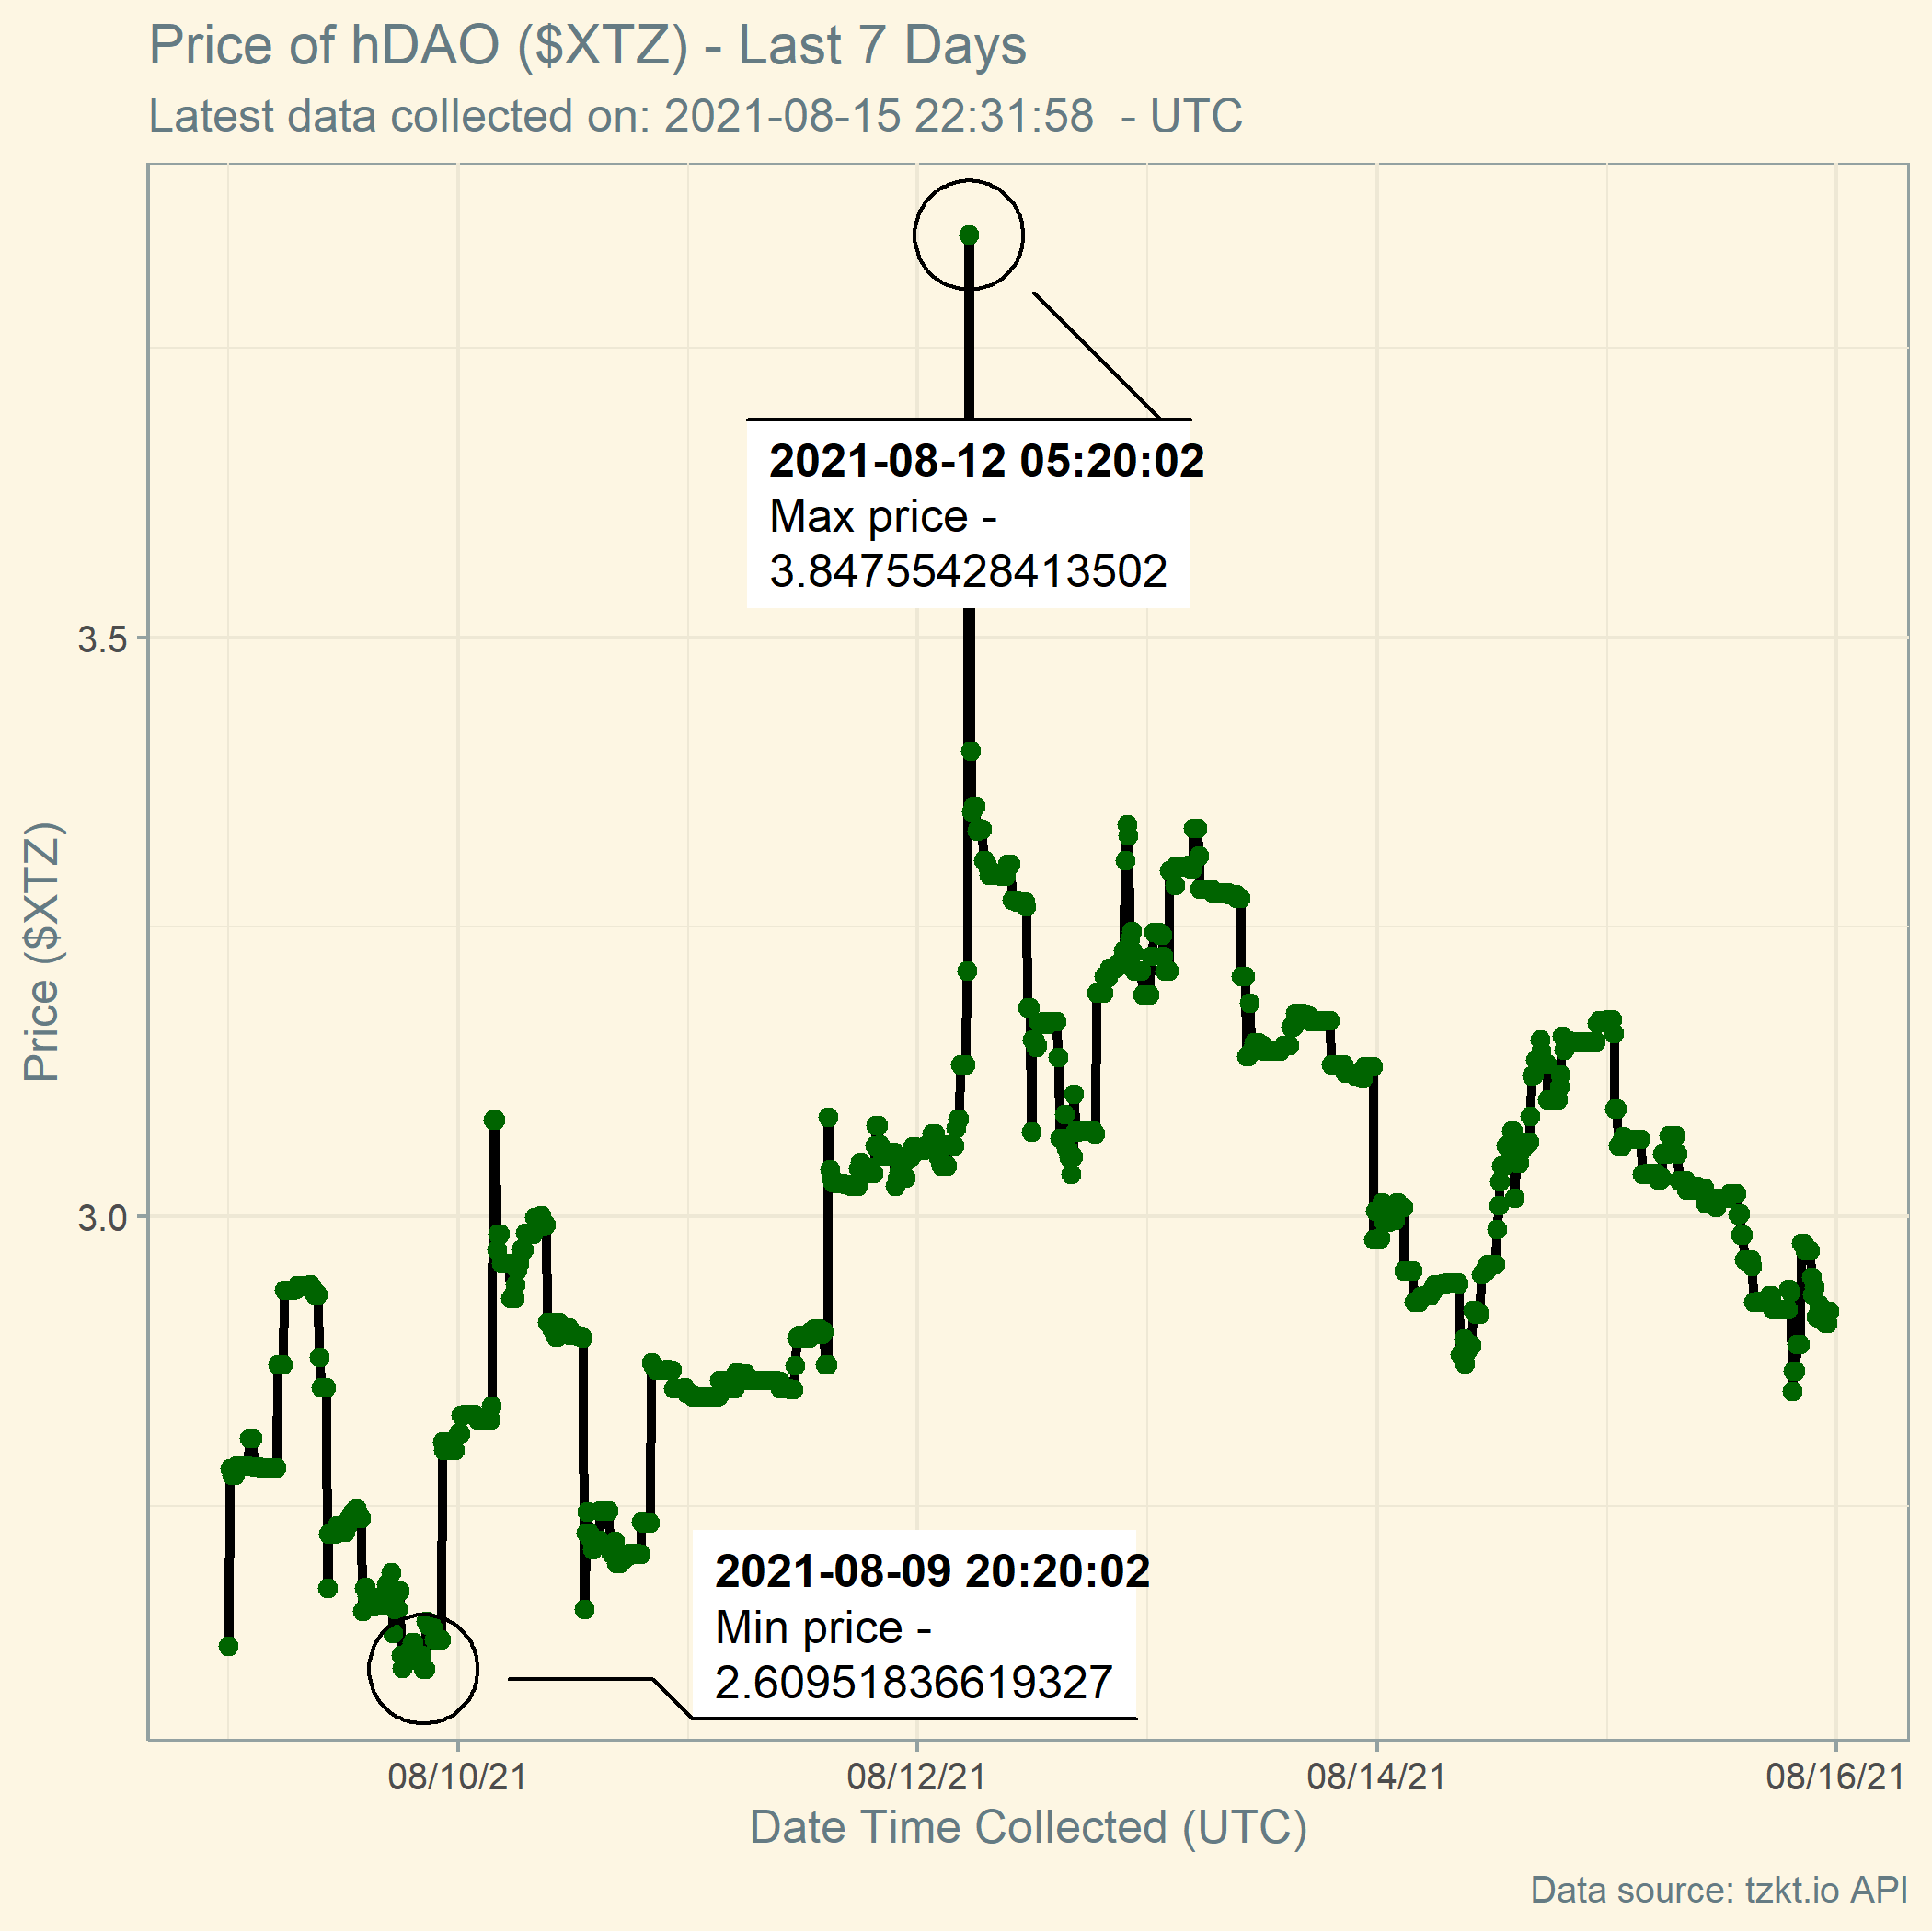 Price of hDAO ($XTZ) - Last 7 Days
Latest data collected on: 2021-08-15 22:31:58  - UTC
2021-08-12 05:20:02
Max price -
3.84755428413502
3.5
Price ($XTZ)
3.0
2021-08-09 20:20:02
Min price -
2.60951836619327
08/10/21 08/12/21 08/14/21 08/16/21
Date Time Collected (UTC)
Data source: tzkt.io API